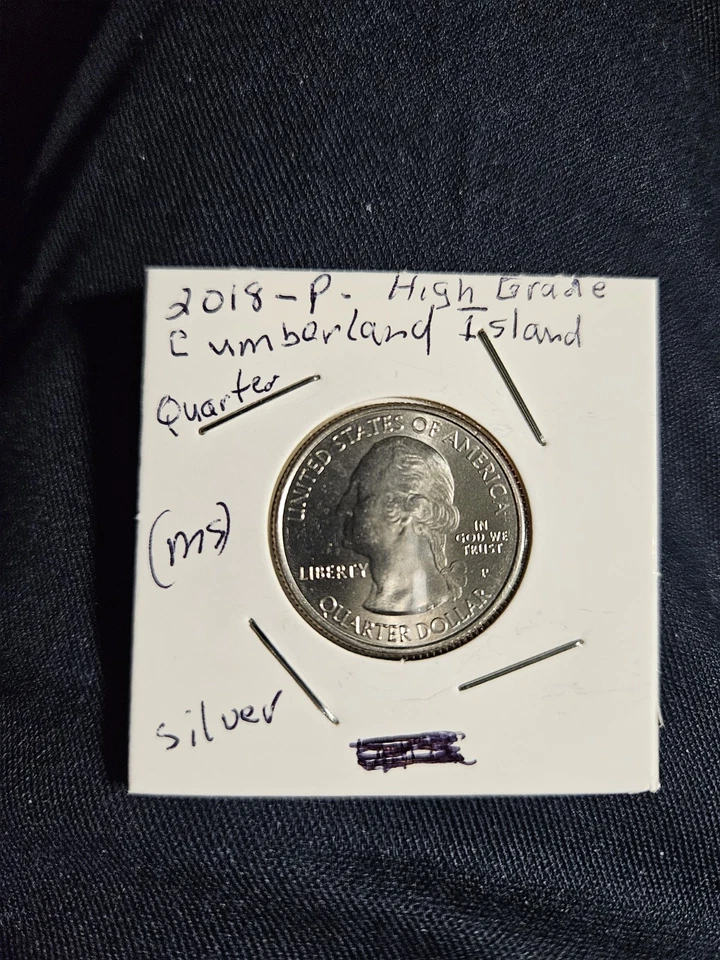 2018-P. High Grade
Cumberland Island
Quarter
UNITED STATES OF AMERICA
IN
GOD WE
TRUST
LIBERTY
P
QUARTER DOLLAR
(ms)
silver